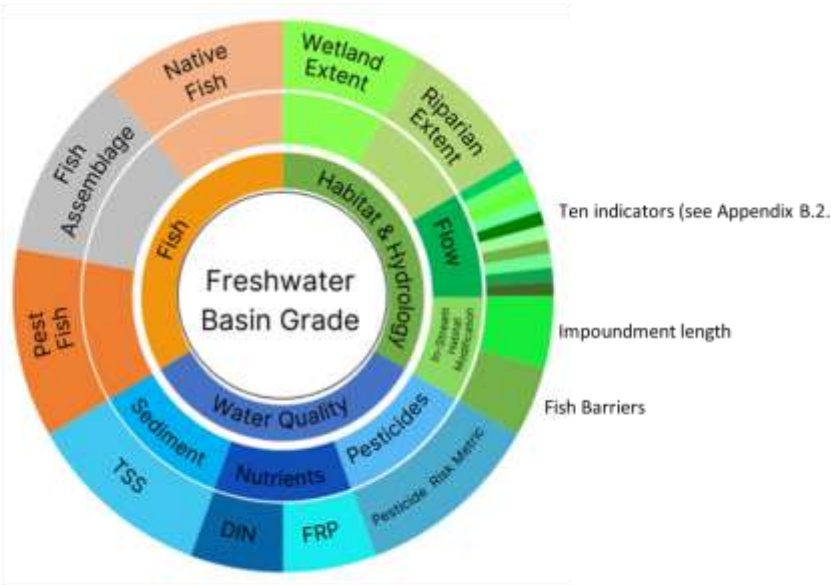 Freshwater
Basin Grade
Fish
Habitat & Hydrology
Water Quality
Native
Fish
Fish
Assemblage
Pest
Fish
Wetland
Extent
Riparian
Extent
Flow
In-Stream
Habitat
Modification
Sediment
Nutrients
Pesticides
TSS
DIN
FRP
Pesticide Risk Metric
Ten indicators (see Appendix B.2.
Impoundment length
Fish Barriers